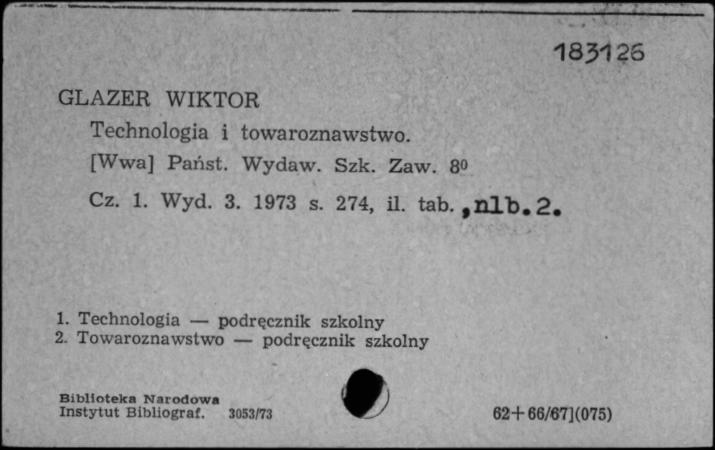 183126
GLAZER WIKTOR
Technologia i towaroznawstwo.
[Wwa] Państ. Wydaw. Szk. Zaw. 8⁰
Cz. 1. Wyd. 3. 1973 s. 274, il. tab. ,nlb.2.
1. Technologia — podręcznik szkolny
2. Towaroznawstwo — podręcznik szkolny
Biblioteka Narodowa
Instytut Bibliograf. 3053/73
62+66/67](075)